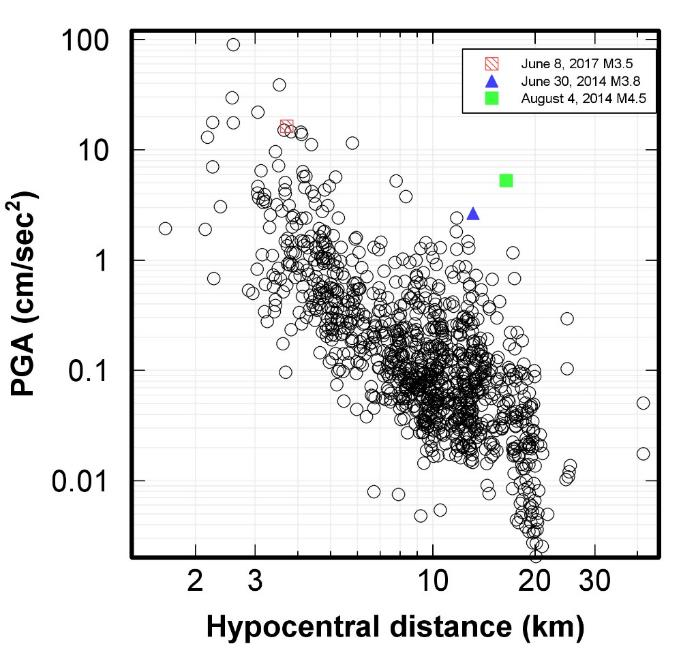 100
10
1
0.1
0.01
PGA (cm/sec²)
June 8, 2017 M3.5
June 30, 2014 M3.8
August 4, 2014 M4.5
2 3 10 20 30
Hypocentral distance (km)